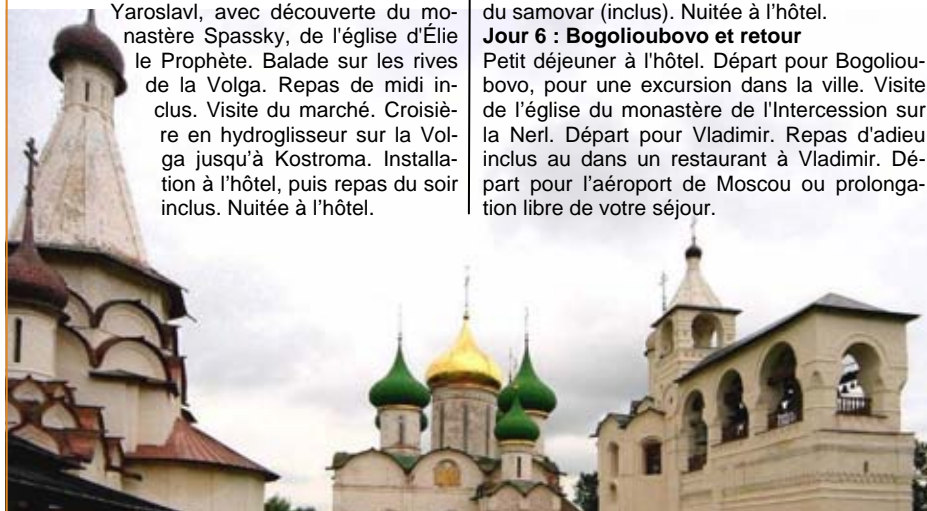 Yaroslavl, avec découverte du mo-
nastère Spassky, de l'église d'Élie
le Prophète. Balade sur les rives
de la Volga. Repas de midi in-
clus. Visite du marché. Croisiè-
re en hydroglisseur sur la Vol-
ga jusqu'à Kostroma. Installa-
tion à l'hôtel, puis repas du soir
inclus. Nuitée à l'hôtel.
du samovar (inclus). Nuitée à l'hôtel.
Jour 6 : Bogolioubovo et retour
Petit déjeuner à l'hôtel. Départ pour Bogoliou-
bovo, pour une excursion dans la ville. Visite
de l'église du monastère de l'Intercession sur
la Nerl. Départ pour Vladimir. Repas d'adieu
inclus au dans un restaurant à Vladimir. Dé-
part pour l'aéroport de Moscou ou prolonga-
tion libre de votre séjour.